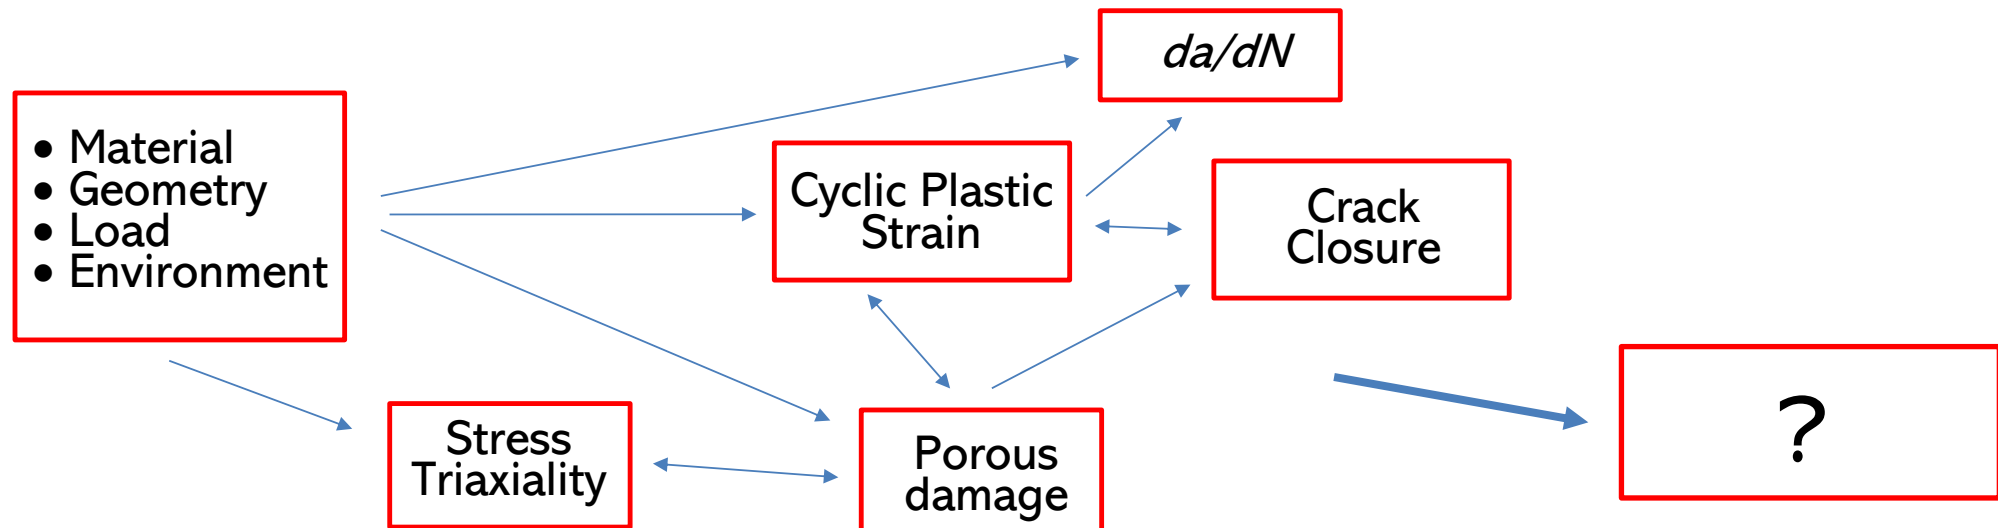 da/dN
• Material
• Geometry
• Load
• Environment
Cyclic Plastic
Strain
Crack
Closure
Stress
Triaxiality
Porous
damage
?